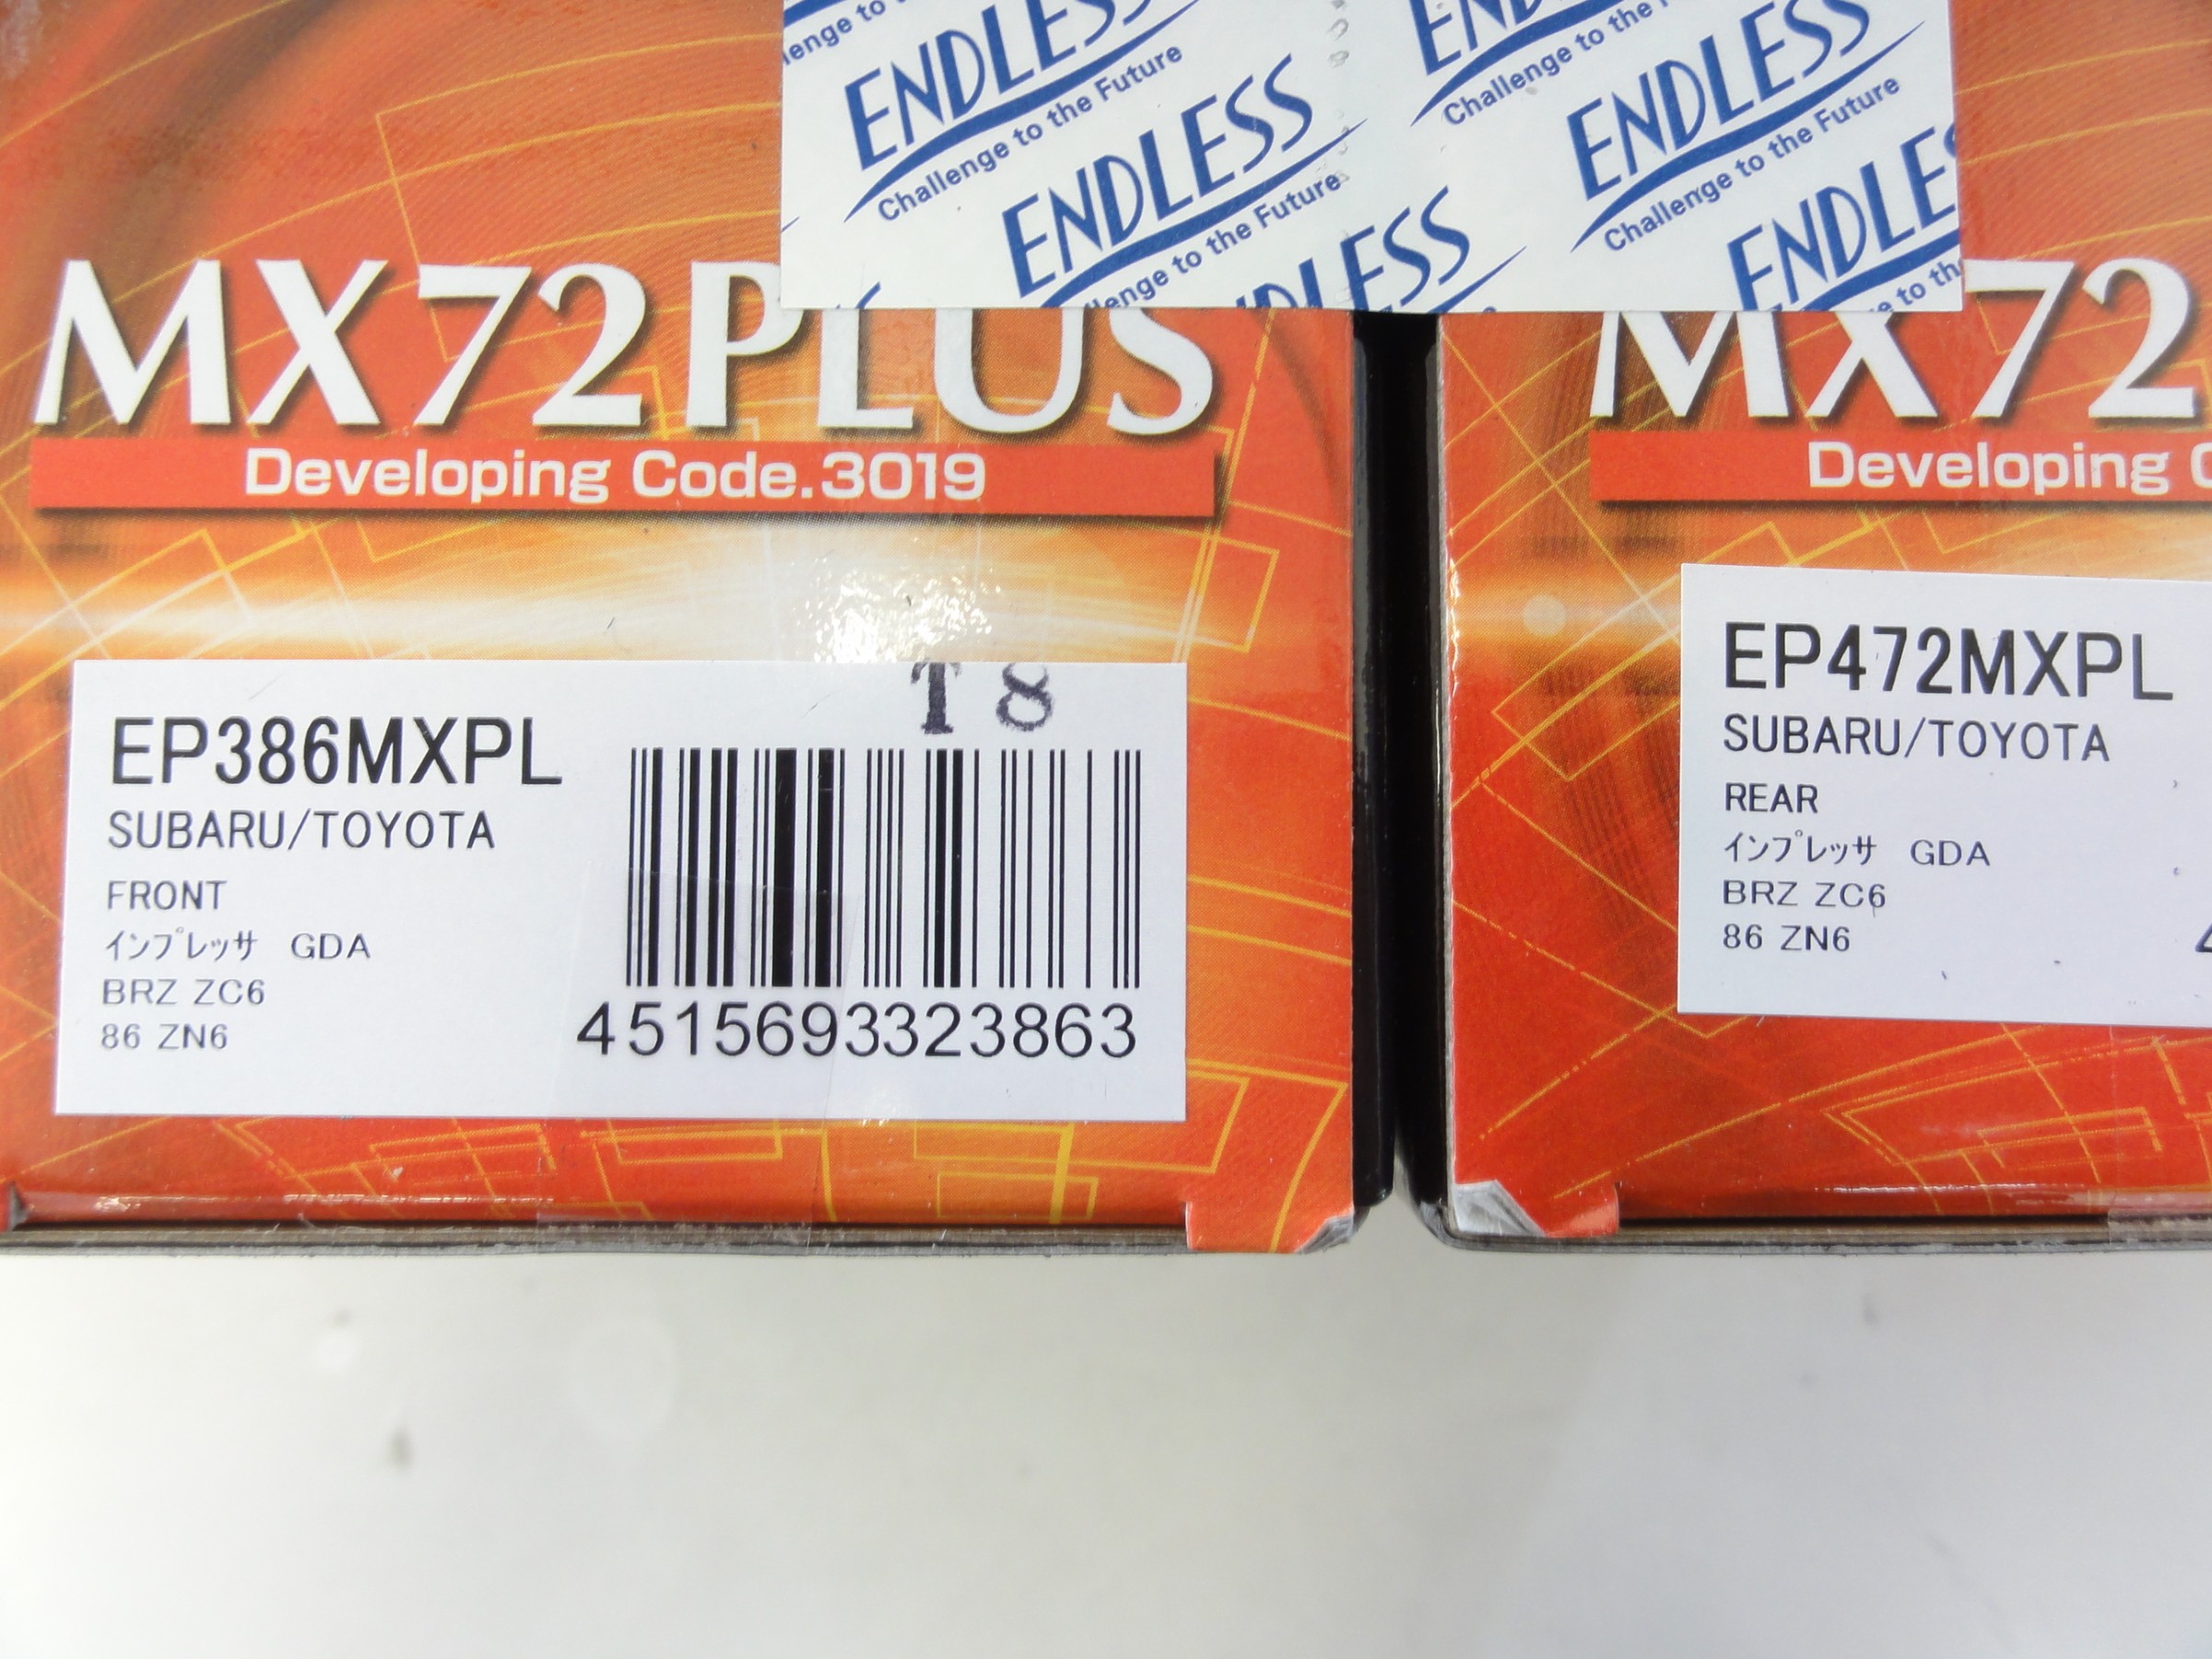 ENDLESS
Challenge to the Future
ENDLESS
Challenge to the Future
ENDLESS
Challenge to the
ENDLESS
Challenge to the Future
MX72PLUS
Developing Code.3019
T 8
EP386MXPL
SUBARU/TOYOTA
FRONT
インプレッサ GDA
BRZ ZC6
86 ZN6
4515693323863
MX72
Developing
EP472MXPL
SUBARU/TOYOTA
REAR
インプレッサ GDA
BRZ ZC6
86 ZN6